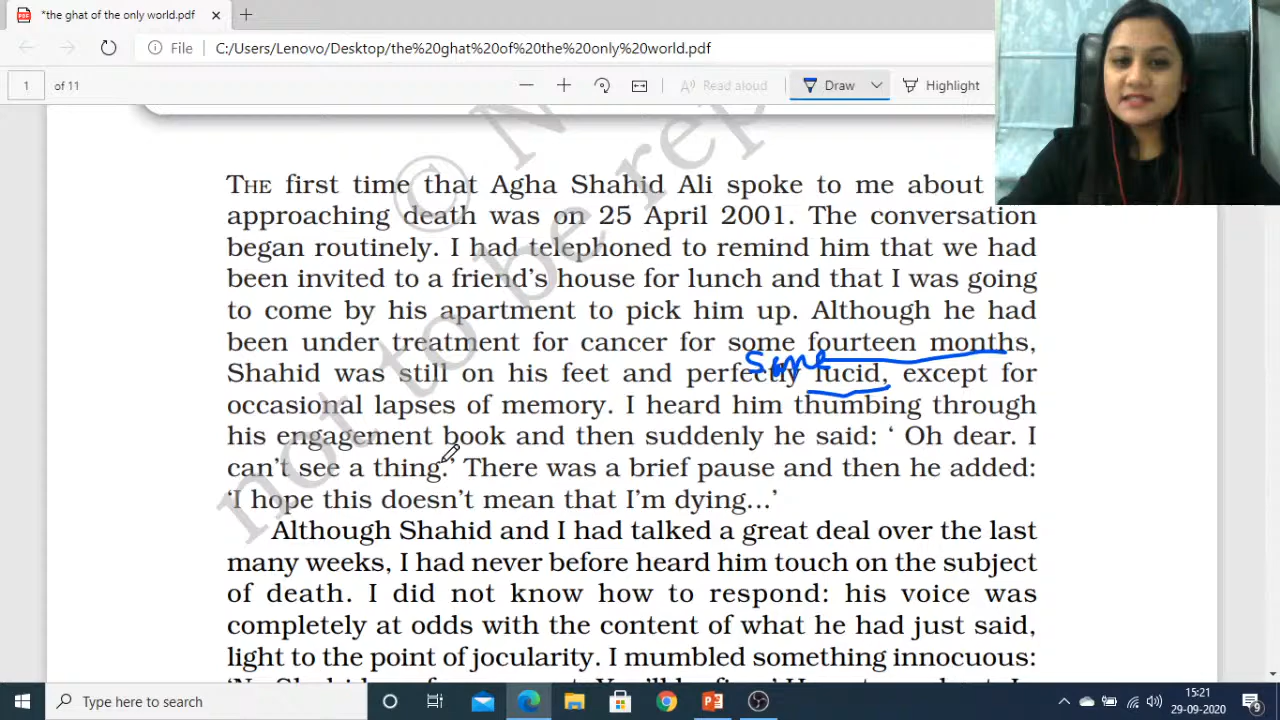 *the ghat of the only world.pdf
File C:/Users/Lenovo/Desktop/the%20ghat%20of%20the%20only%20world.pdf
1 of 11 Read aloud Draw Highlight
© N
not to be rep
THE first time that Agha Shahid Ali spoke to me about
approaching death was on 25 April 2001. The conversation
began routinely. I had telephoned to remind him that we had
been invited to a friend's house for lunch and that I was going
to come by his apartment to pick him up. Although he had
been under treatment for cancer for some fourteen months,
some
Shahid was still on his feet and perfectly lucid, except for
occasional lapses of memory. I heard him thumbing through
his engagement book and then suddenly he said: ‘ Oh dear. I
can't see a thing.’ There was a brief pause and then he added:
‘I hope this doesn't mean that I'm dying...’
Although Shahid and I had talked a great deal over the last
many weeks, I had never before heard him touch on the subject
of death. I did not know how to respond: his voice was
completely at odds with the content of what he had just said,
light to the point of jocularity. I mumbled something innocuous:
Type here to search
15:21
29-09-2020
9